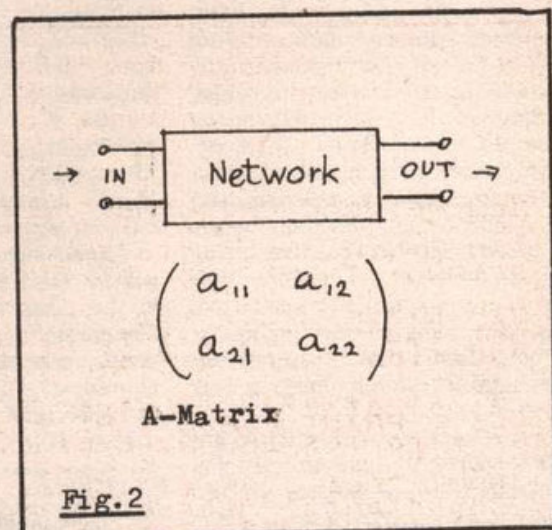 → IN Network OUT →
a₁₁ a₁₂
a₂₁ a₂₂
A-Matrix
Fig.2